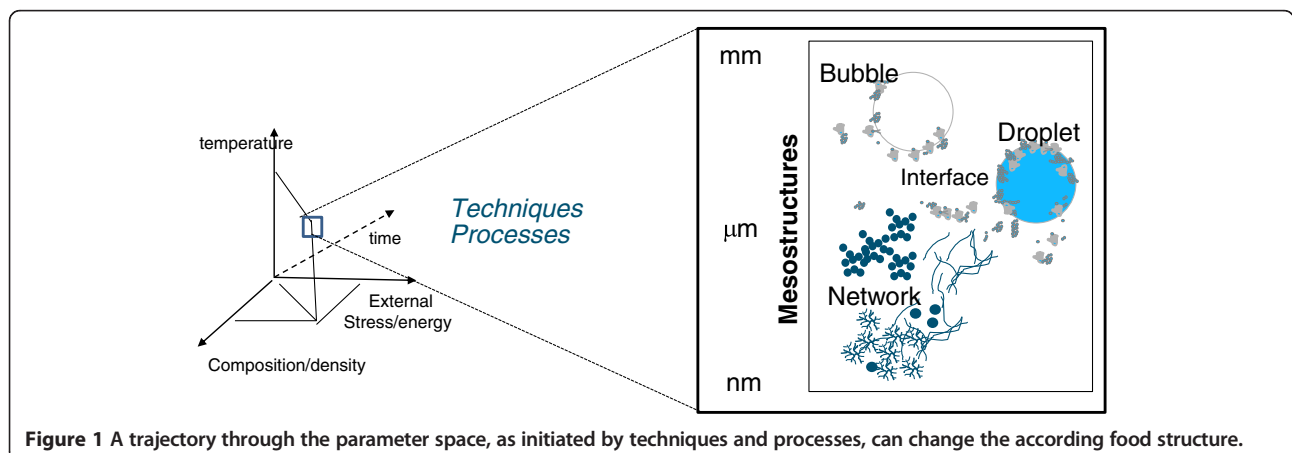 temperature
Techniques
Processes
time
External
Stress/energy
Composition/density
mm
μm
nm
Mesostructures
Bubble
Droplet
Interface
Network
Figure 1 A trajectory through the parameter space, as initiated by techniques and processes, can change the according food structure.